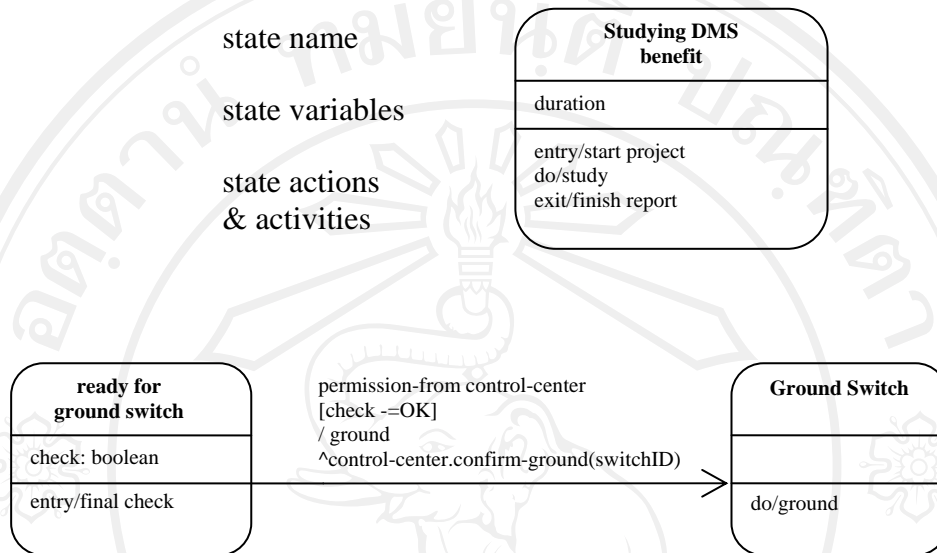 state name
state variables
state actions
& activities
Studying DMS
benefit
duration
entry/start project
do/study
exit/finish report
ready for
ground switch
check: boolean
entry/final check
permission-from control-center
[check -=OK]
/ ground
^control-center.confirm-ground(switchID)
Ground Switch
do/ground